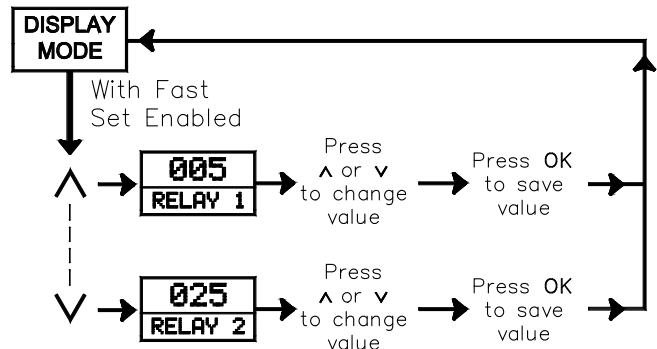 DISPLAY
MODE
With Fast
Set Enabled
005
RELAY 1
Press
∧ or ∨
to change
value
Press OK
to save
value
025
RELAY 2
Press
∧ or ∨
to change
value
Press OK
to save
value